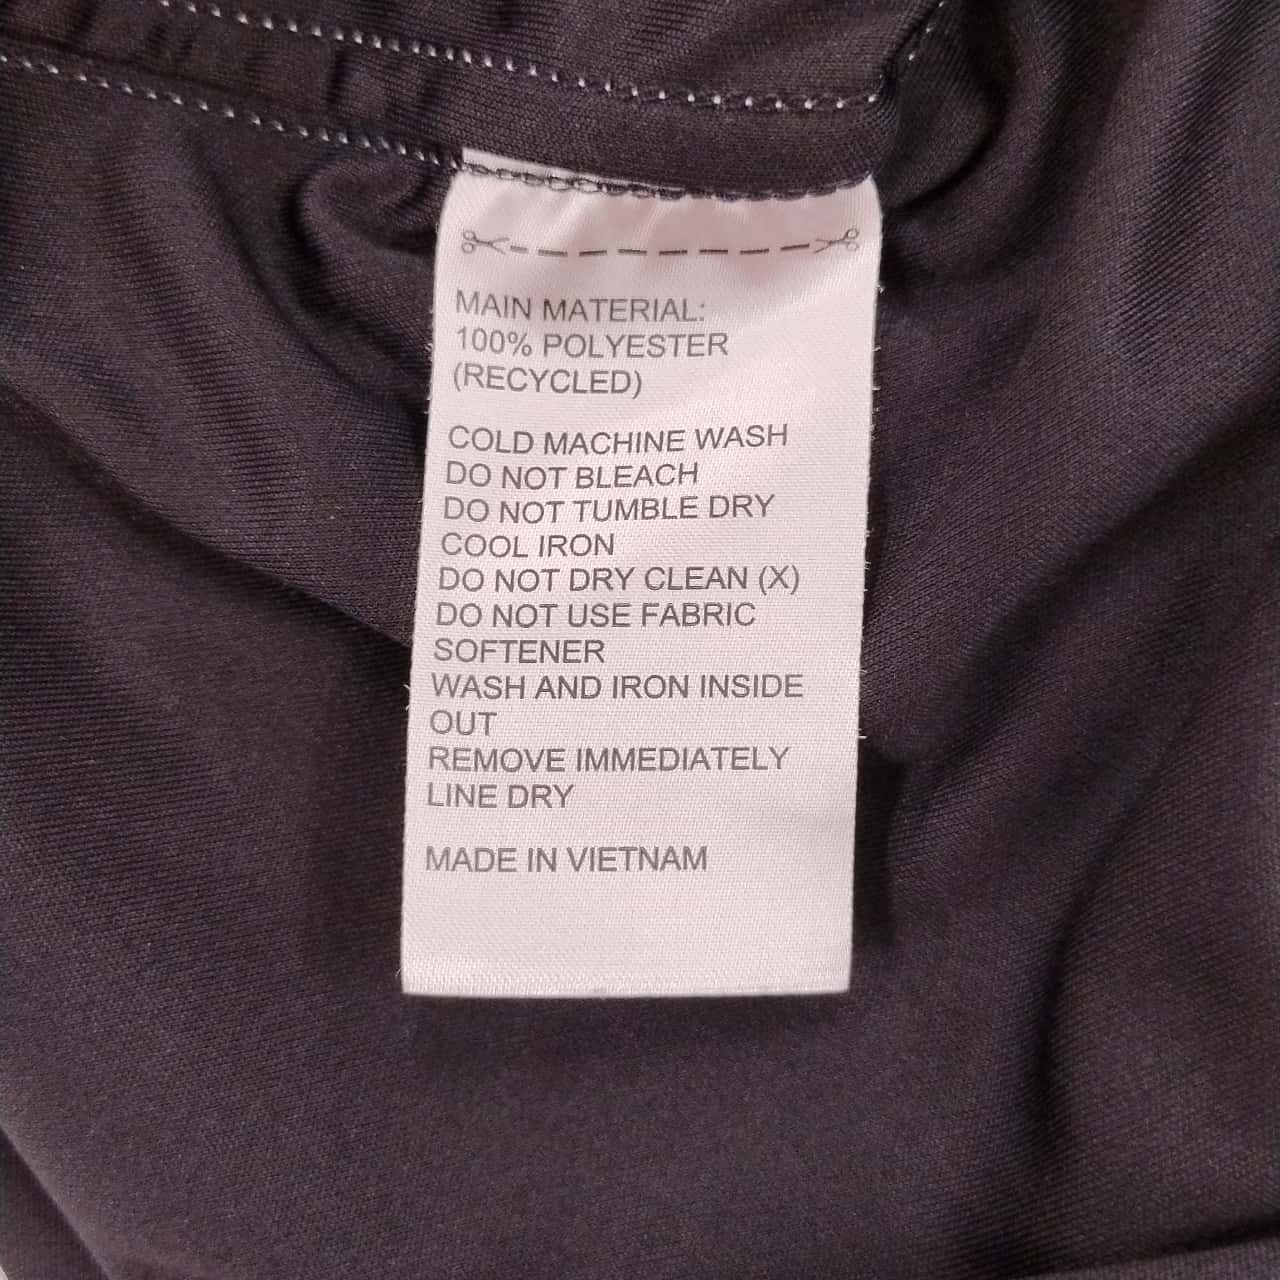 MAIN MATERIAL:
100% POLYESTER
(RECYCLED)
COLD MACHINE WASH
DO NOT BLEACH
DO NOT TUMBLE DRY
COOL IRON
DO NOT DRY CLEAN (X)
DO NOT USE FABRIC
SOFTENER
WASH AND IRON INSIDE
OUT
REMOVE IMMEDIATELY
LINE DRY
MADE IN VIETNAM